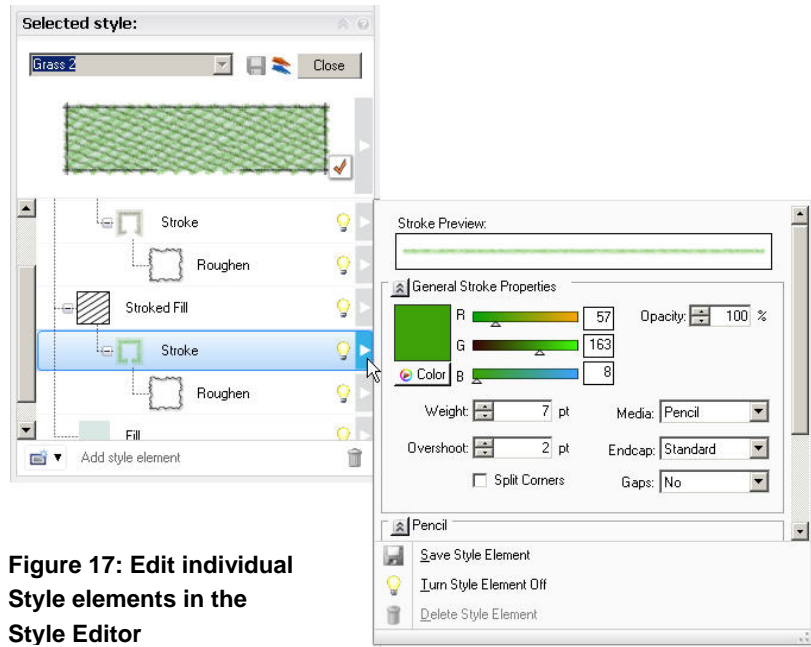 Selected style:
Grass 2
Close
Stroke
Roughen
Stroked Fill
Stroke
Roughen
Fill
Add style element
Stroke Preview:
General Stroke Properties
R 57 Opacity: 100 %
G 163
Color B 8
Weight: 7 pt Media: Pencil
Overshoot: 2 pt Endcap: Standard
Split Corners Gaps: No
Pencil
Save Style Element
Turn Style Element Off
Delete Style Element
Figure 17: Edit individual
Style elements in the
Style Editor